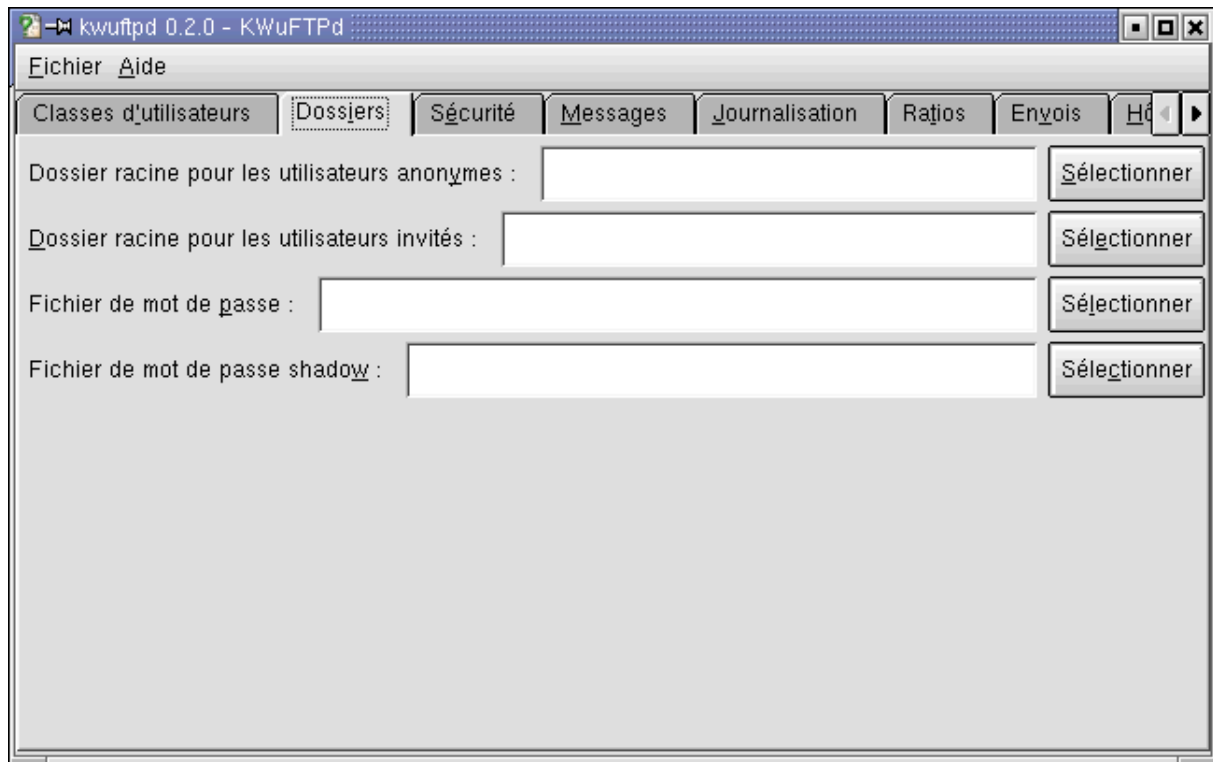 kwuftpd 0.2.0 - KWuFTPd
Fichier Aide
Classes d'utilisateurs Dossiers Sécurité Messages Journalisation Ratios Envois
Dossier racine pour les utilisateurs anonymes : Sélectionner
Dossier racine pour les utilisateurs invités : Sélectionner
Fichier de mot de passe : Sélectionner
Fichier de mot de passe shadow : Sélectionner